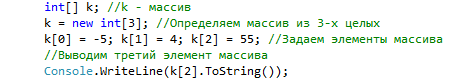 int[] k; //k - массив
k = new int[3]; //Определяем массив из 3-х целых
k[0] = -5; k[1] = 4; k[2] = 55; //Задаем элементы массива
//Выводим третий элемент массива
Console.WriteLine(k[2].ToString());